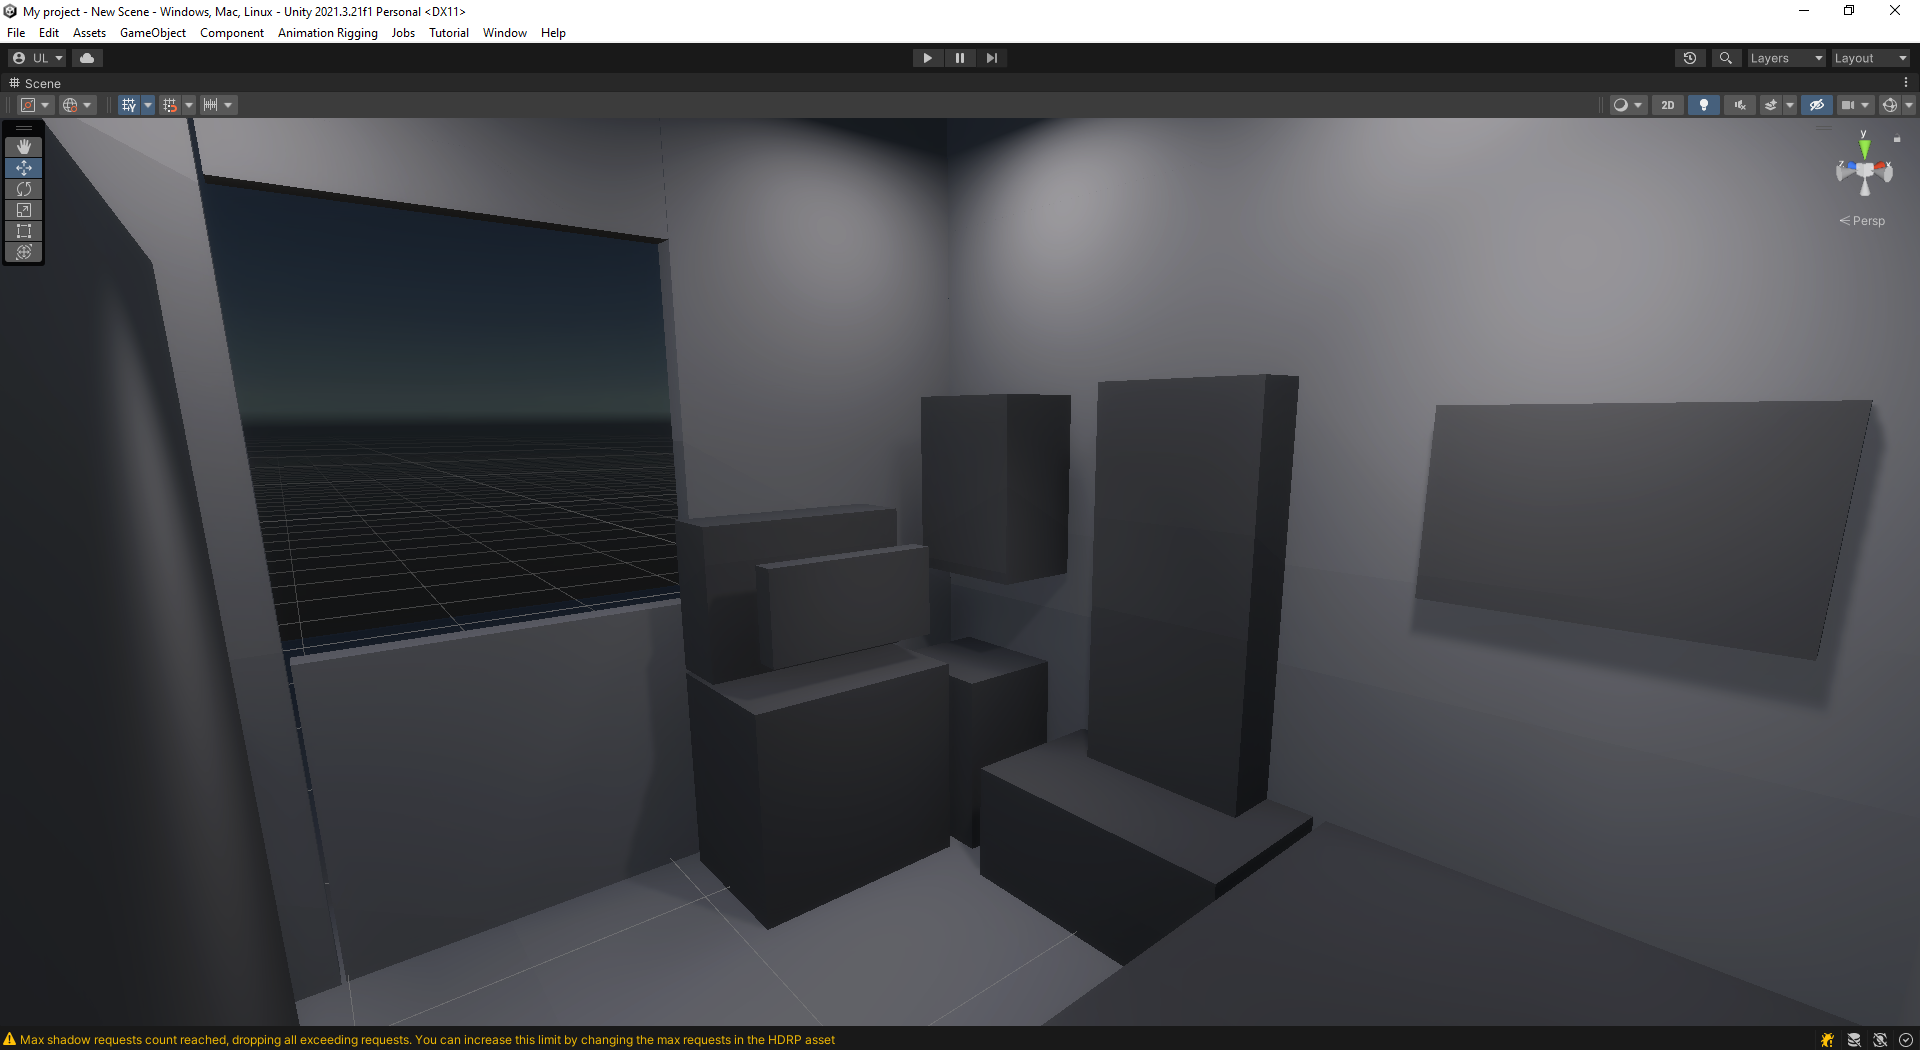 My project - New Scene - Windows, Mac, Linux - Unity 2021.3.21f1 Personal <DX11>
File Edit Assets GameObject Component Animation Rigging Jobs Tutorial Window Help
UL Layers Layout
Scene
2D
y
z x
Persp
Max shadow requests count reached, dropping all exceeding requests. You can increase this limit by changing the max requests in the HDRP asset